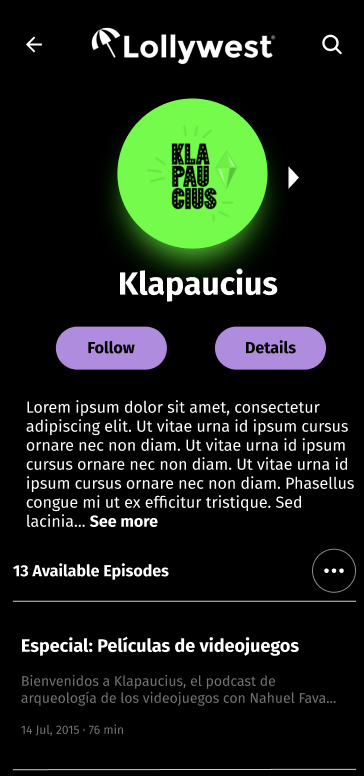 Lollywest
KLA
PAU
CIUS
Klapaucius
Follow
Details
Lorem ipsum dolor sit amet, consectetur
adipiscing elit. Ut vitae urna id ipsum cursus
ornare nec non diam. Ut vitae urna id ipsum
cursus ornare nec non diam. Ut vitae urna id
ipsum cursus ornare nec non diam. Phasellus
congue mi ut ex efficitur tristique. Sed
lacinia... See more
13 Available Episodes
Especial: Películas de videojuegos
Bienvenidos a Klapaucius, el podcast de
arqueología de los videojuegos con Nahuel Fava...
14 Jul, 2015 · 76 min